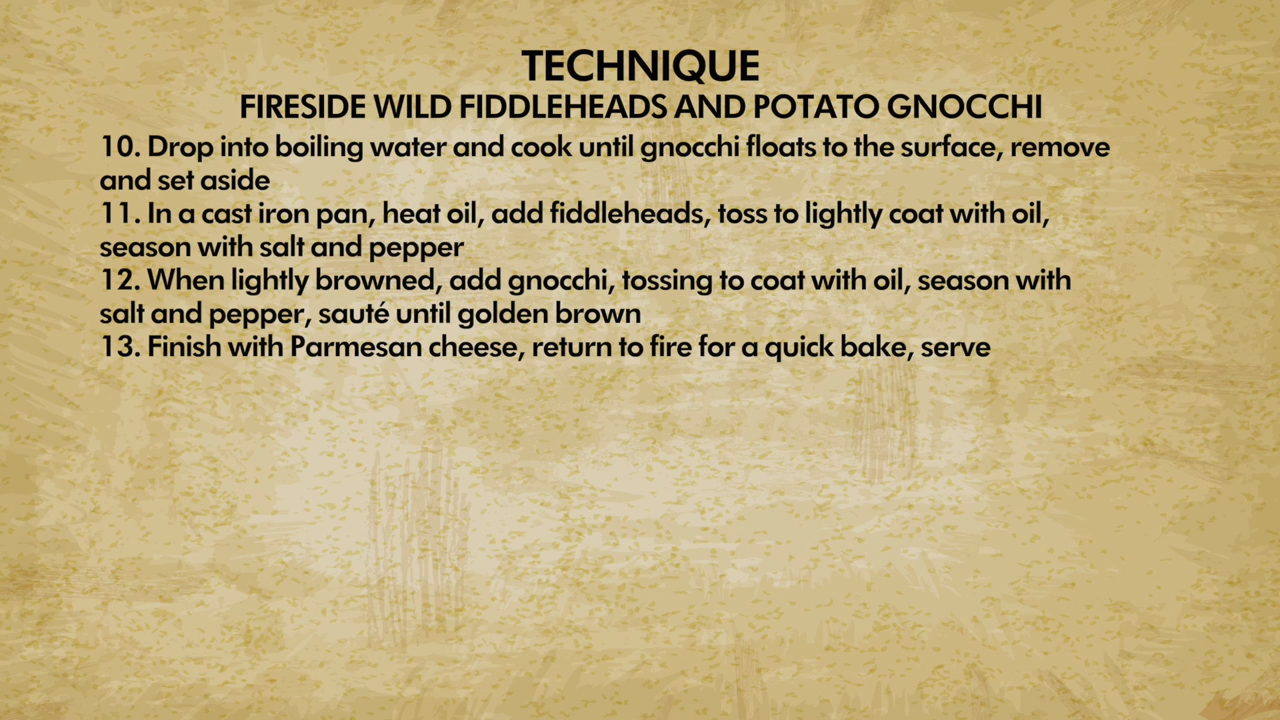 TECHNIQUE
FIRESIDE WILD FIDDLEHEADS AND POTATO GNOCCHI
10. Drop into boiling water and cook until gnocchi floats to the surface, remove
and set aside
11. In a cast iron pan, heat oil, add fiddleheads, toss to lightly coat with oil,
season with salt and pepper
12. When lightly browned, add gnocchi, tossing to coat with oil, season with
salt and pepper, sauté until golden brown
13. Finish with Parmesan cheese, return to fire for a quick bake, serve